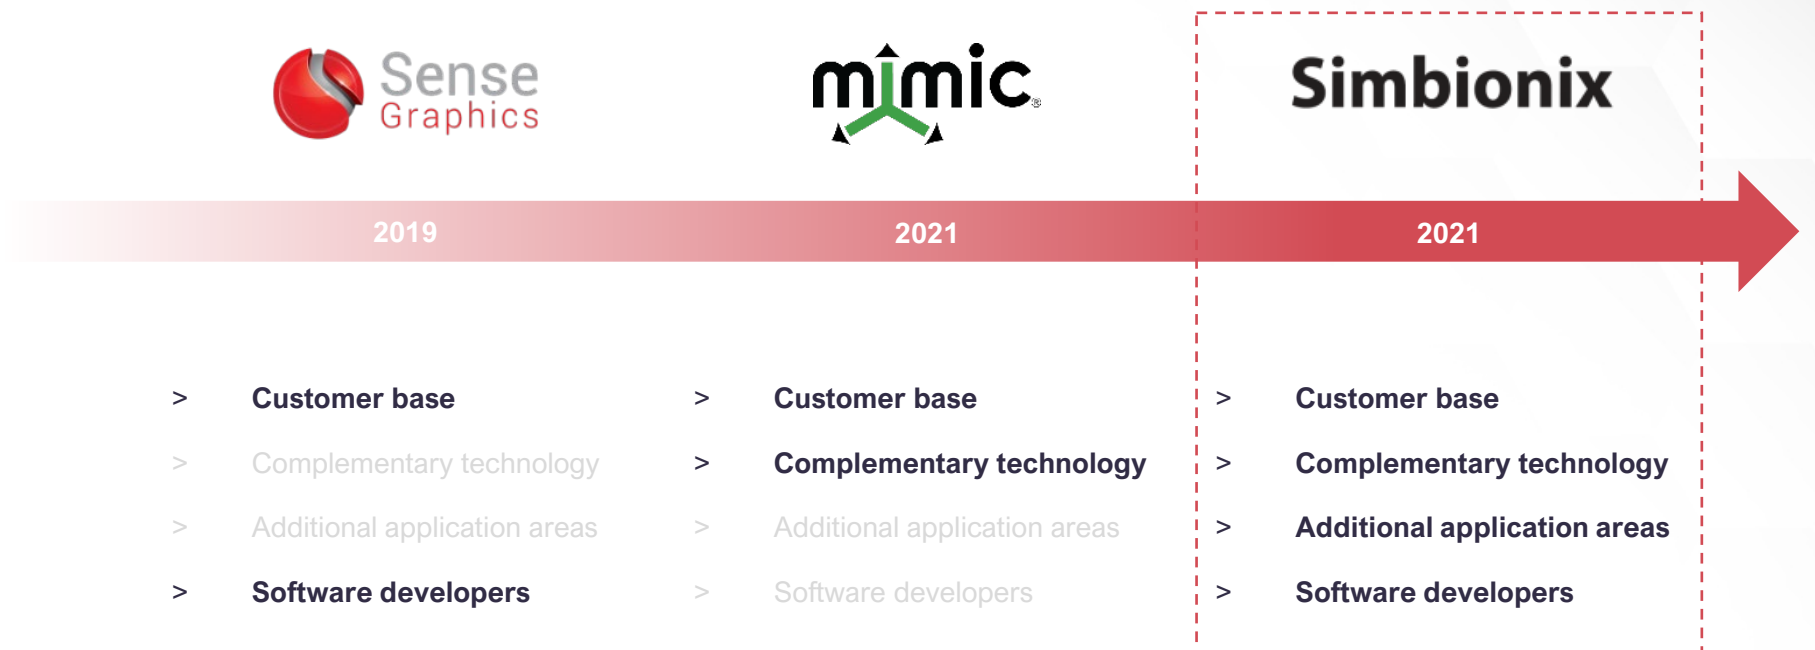 Sense
Graphics
mimic®
Simbionix
2019
2021
2021
> Customer base
> Complementary technology
> Additional application areas
> Software developers
> Customer base
> Complementary technology
> Additional application areas
> Software developers
> Customer base
> Complementary technology
> Additional application areas
> Software developers